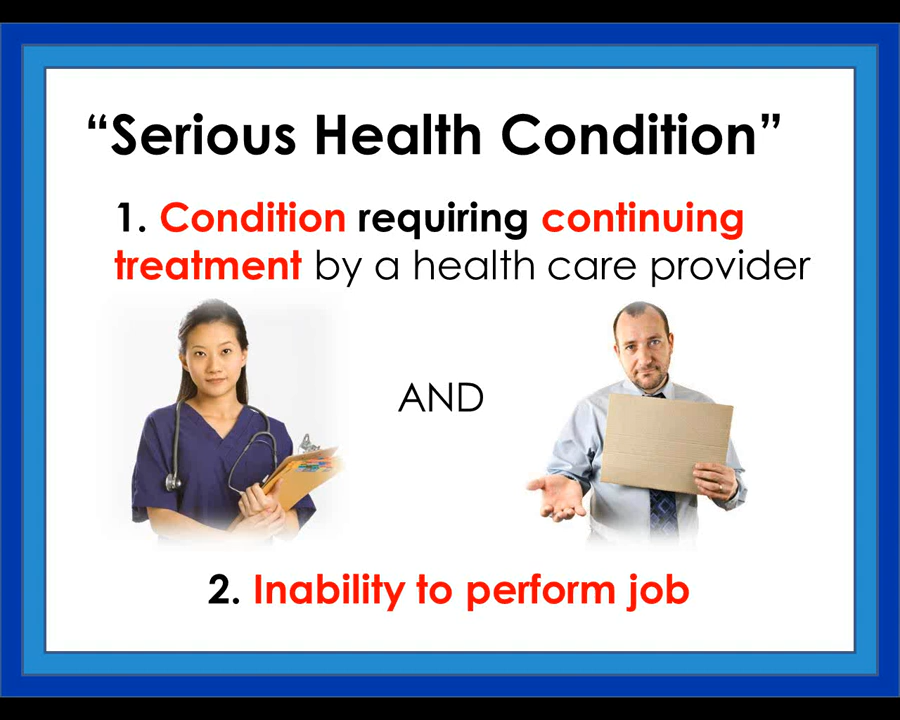 “Serious Health Condition”
1. Condition requiring continuing
treatment by a health care provider
AND
2. Inability to perform job